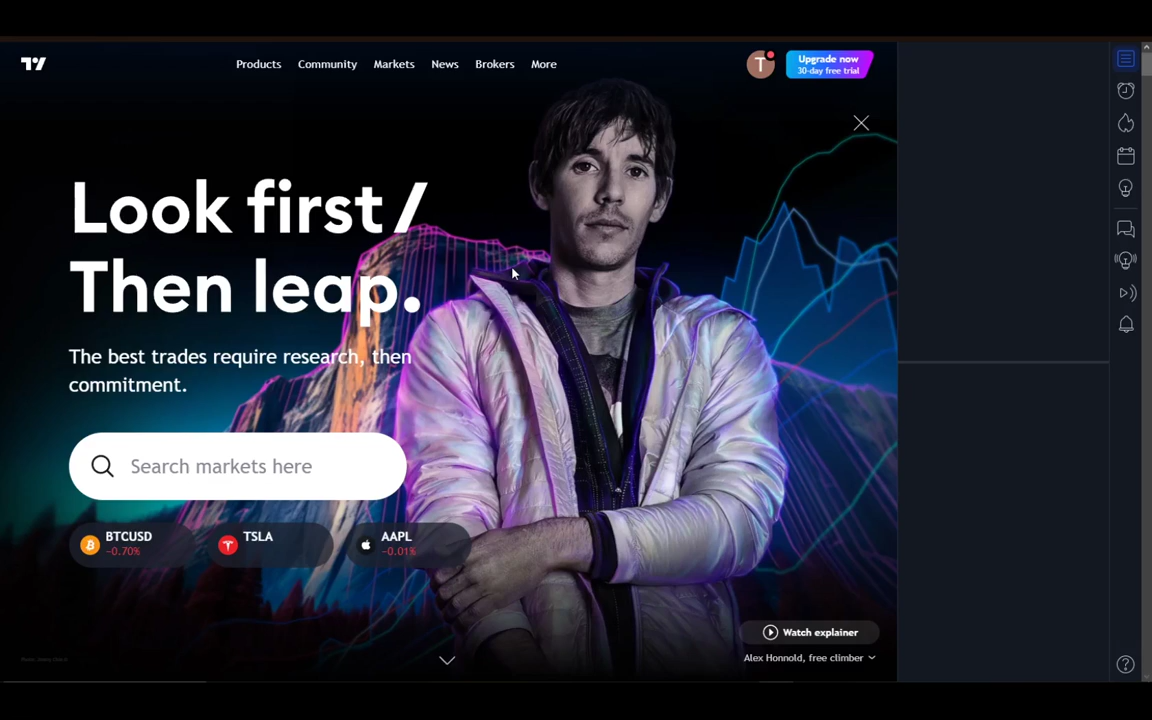 Products Community Markets News Brokers More
T
Upgrade now
30-day free trial
Look first/
Then leap.
The best trades require research, then
commitment.
Search markets here
BTCUSD
−0.70%
TSLA
AAPL
−0.01%
Watch explainer
Alex Honnold, free climber